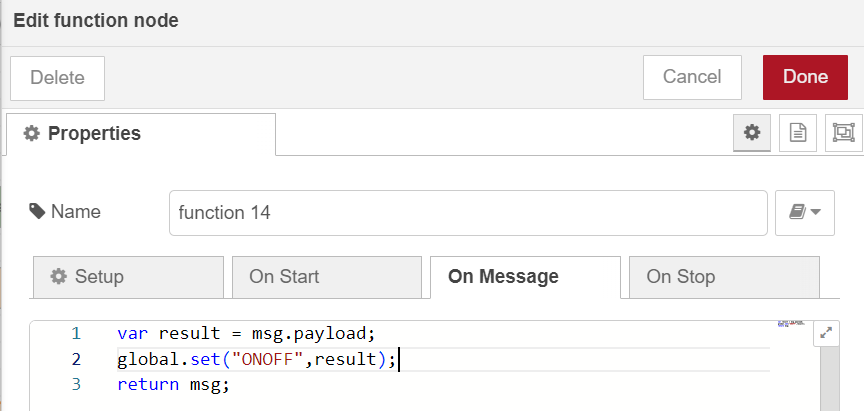 Edit function node
Delete
Cancel
Done
Properties
Name
function 14
Setup
On Start
On Message
On Stop
1 var result = msg.payload;
2 global.set("ONOFF",result);
3 return msg;